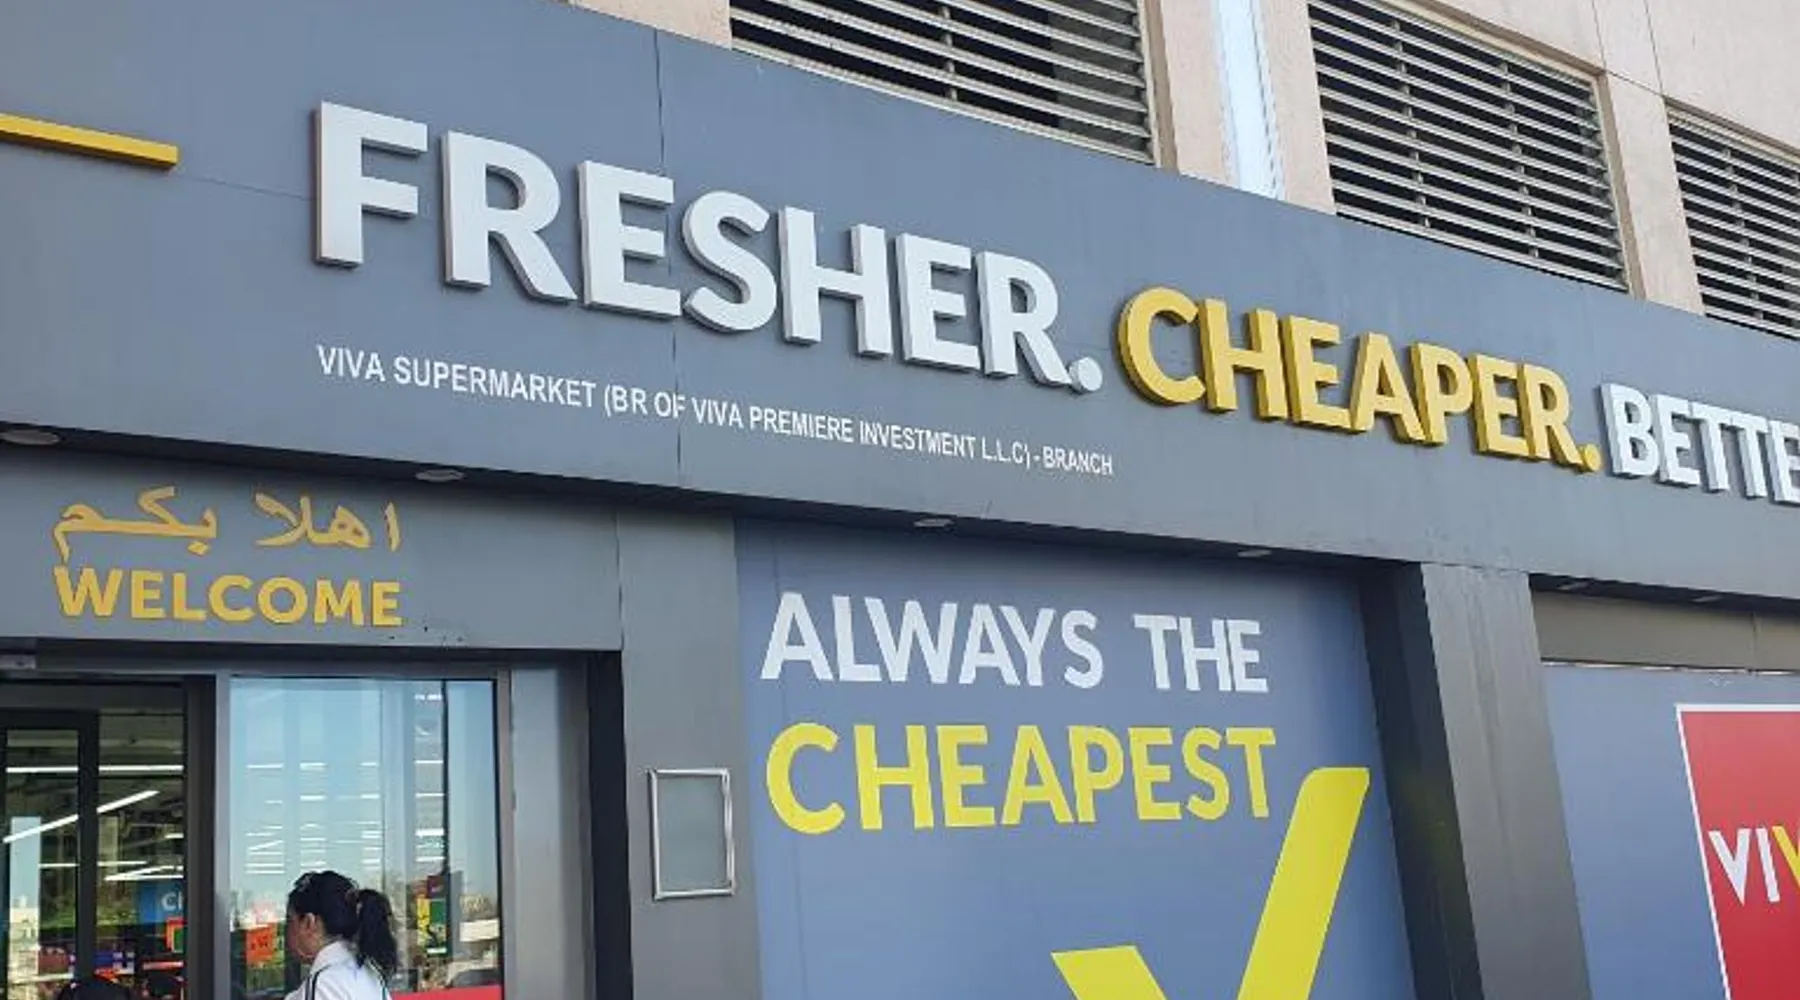 FRESHER. CHEAPER. BETTE
VIVA SUPERMARKET (BR OF VIVA PREMIERE INVESTMENT L.L.C) - BRANCH
اهلا بكم
WELCOME
ALWAYS THE
CHEAPEST
VIV